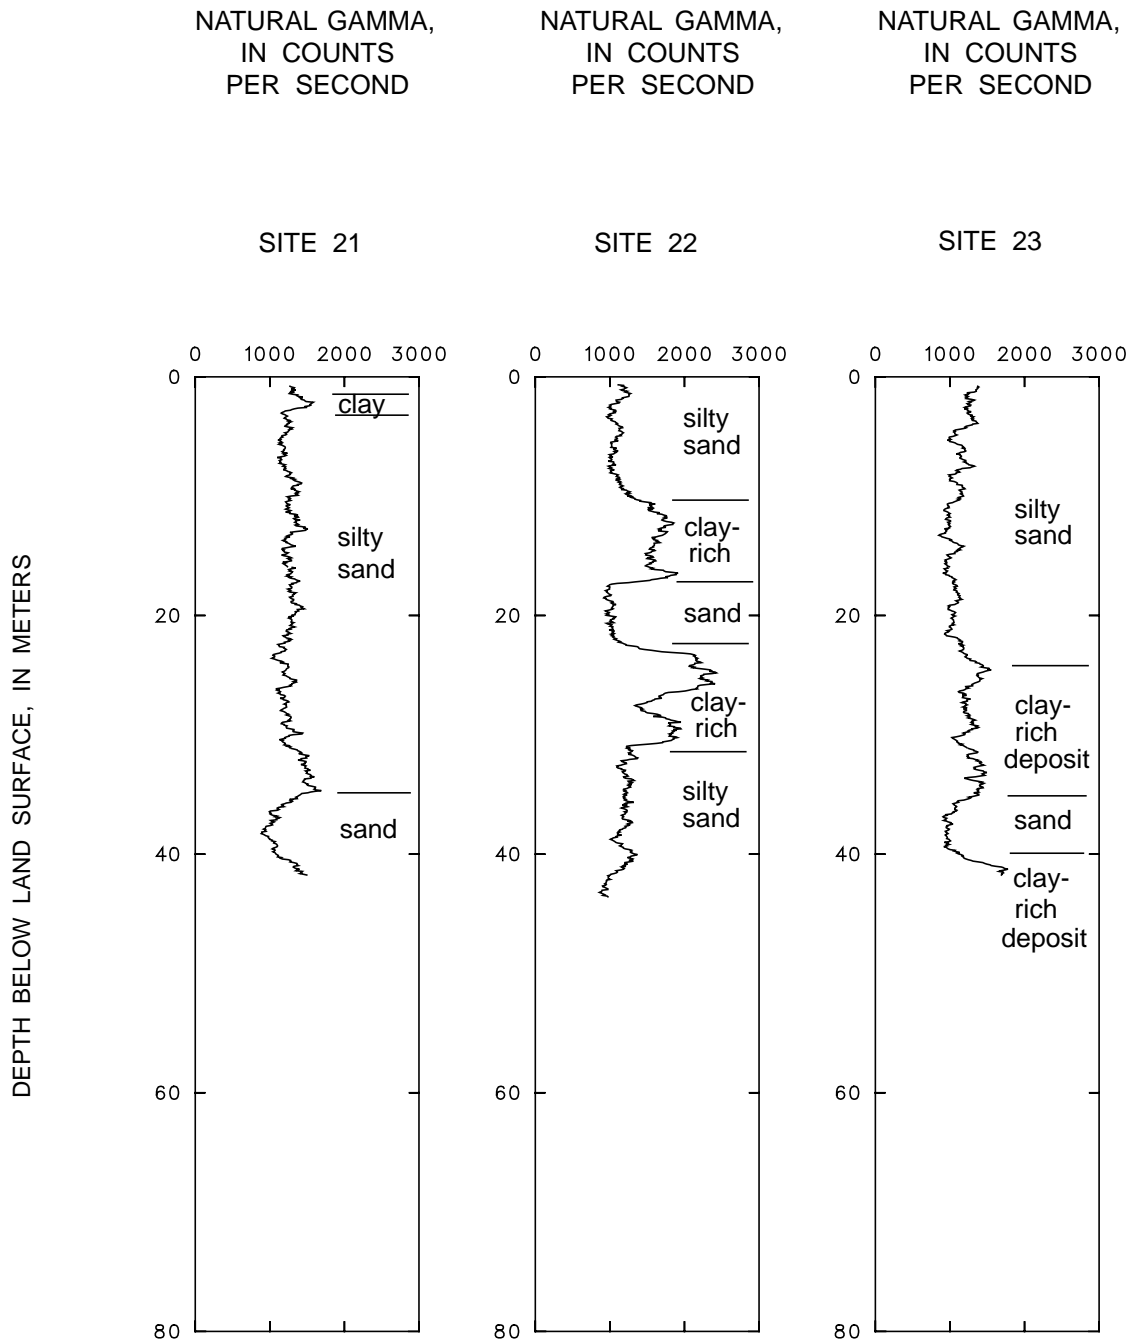 NATURAL GAMMA,
IN COUNTS
PER SECOND
NATURAL GAMMA,
IN COUNTS
PER SECOND
NATURAL GAMMA,
IN COUNTS
PER SECOND
SITE 21
SITE 22
SITE 23
DEPTH BELOW LAND SURFACE, IN METERS
0 1000 2000 3000
0
20
40
60
80
clay
silty
sand
sand
0 1000 2000 3000
0
20
40
60
80
silty
sand
clay-
rich
sand
clay-
rich
silty
sand
0 1000 2000 3000
0
20
40
60
80
silty
sand
clay-
rich
deposit
sand
clay-
rich
deposit